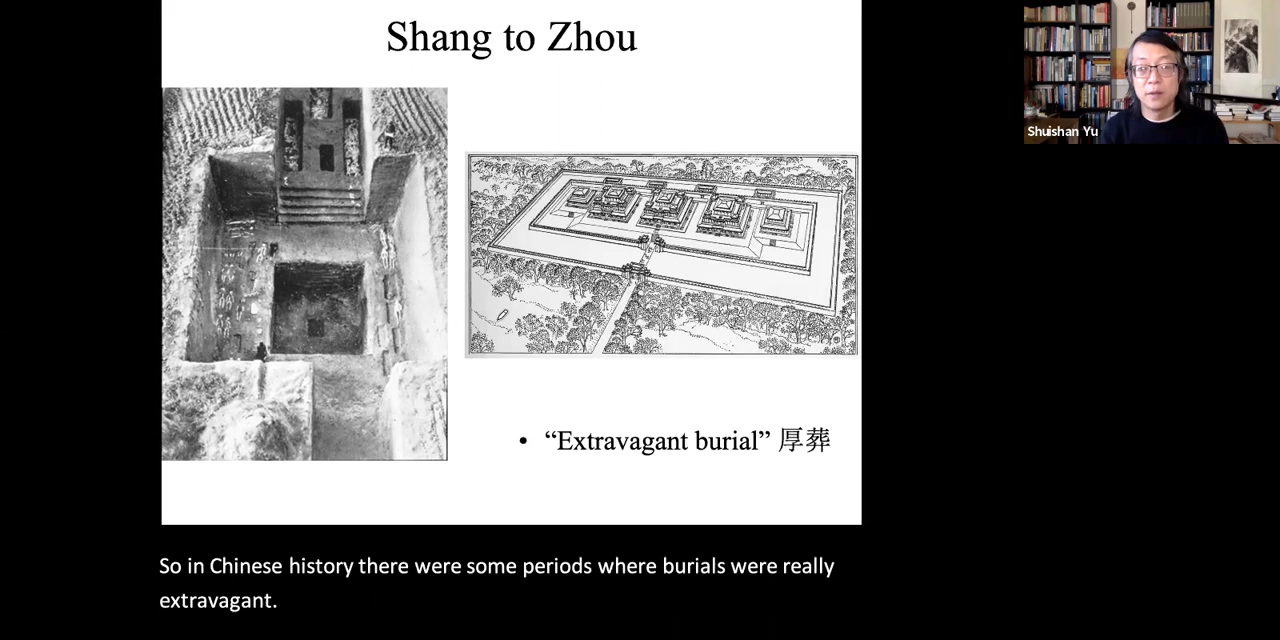 Shang to Zhou
Shuishan Yu
• “Extravagant burial” 厚葬
So in Chinese history there were some periods where burials were really
extravagant.